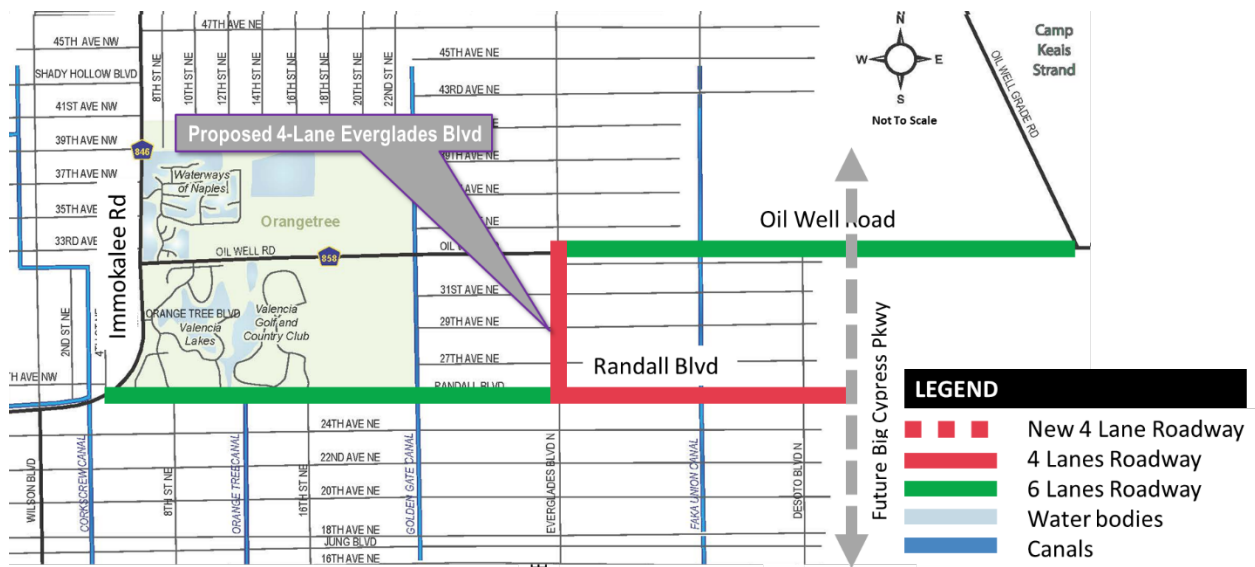 47TH AVE NE
45TH AVE NW
SHADY HOLLOW BLVD
41ST AVE NW
39TH AVE NW
37TH AVE NW
35TH AVE NW
33RD AVE
8TH ST NE
10TH ST NE
12TH ST NE
14TH ST NE
16TH ST NE
18TH ST NE
20TH ST NE
22ND ST NE
45TH AVE NE
43RD AVE NE
N
W
E
S
Not To Scale
OIL WELL GRADE RD
Camp
Keals
Strand
Proposed 4-Lane Everglades Blvd
846
Waterways
of Naples
Orangetree
Immokalee Rd
OIL WELL RD
858
Oil Well Road
ORANGE TREE BLVD
Valencia
Lakes
Valencia
Golf and
Country Club
2ND ST NE
31ST AVE NE
29TH AVE NE
27TH AVE NE
RANDALL BLVD
Randall Blvd
TH AVE NW
24TH AVE NE
22ND AVE NE
20TH AVE NE
18TH AVE NE
JUNG BLVD
16TH AVE NE
WILSON BLVD
CORKSCREW CANAL
8TH ST NE
ORANGE TREE CANAL
16TH ST NE
GOLDEN GATE CANAL
EVERGLADES BLVD N
FAKA UNION CANAL
DESOTO BLVD N
Future Big Cypress Pkwy
LEGEND
New 4 Lane Roadway
4 Lanes Roadway
6 Lanes Roadway
Water bodies
Canals